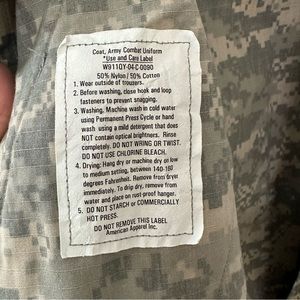 Coat, Army Combat Uniform
*Use and Care Label
W911QY-04-C-0090
50% Nylon / 50% Cotton
1. Wear outside of trousers.
2. Before washing, close hook and loop
fasteners to prevent snagging.
3. Washing, Machine wash in cold water
using Permanent Press Cycle or hand
wash using a mild detergent that does
NOT contain optical brighters. Rinse
completely. DO NOT WRING OR TWIST.
DO NOT USE CHLORINE BLEACH.
4. Drying: Hang dry or machine dry at low
to medium setting, between 140-160
degrees Fahrenheit. Remove from dryer
immediately. To drip dry, remove from
water and place on rust-proof hanger.
5. DO NOT STARCH or COMMERCIALLY
HOT PRESS.
DO NOT REMOVE THIS LABEL
American Apparel Inc.